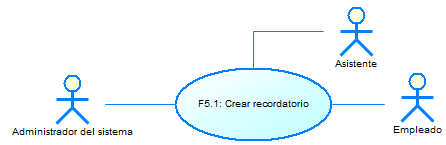 Asistente
F5.1: Crear recordatorio
Administrador del sistema
Empleado